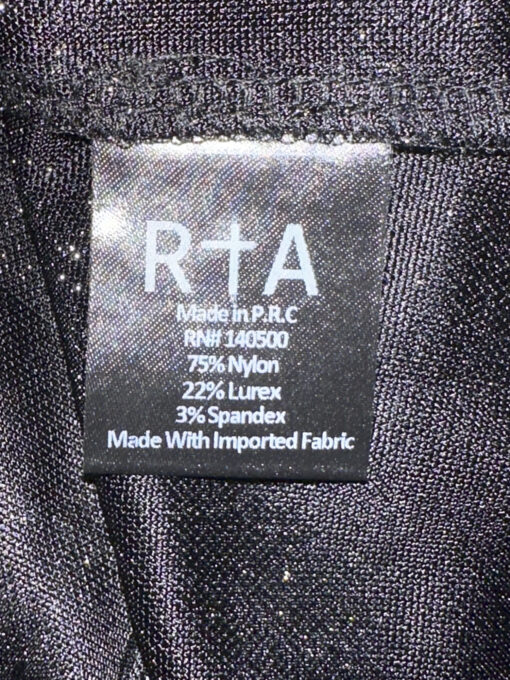 R†A
Made in P.R.C
RN# 140500
75% Nylon
22% Lurex
3% Spandex
Made With Imported Fabric